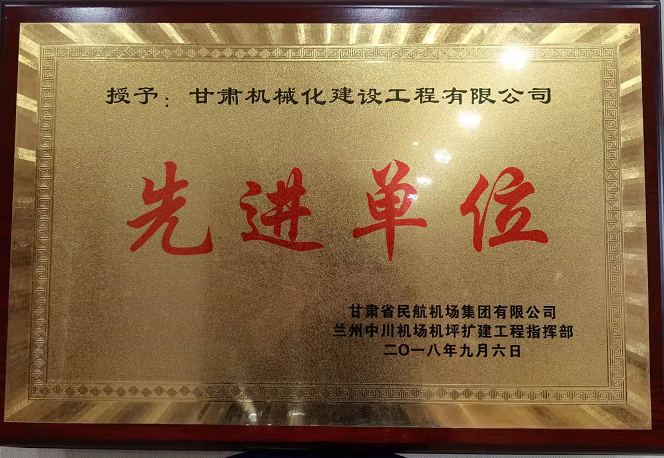 授予：甘肃机械化建设工程有限公司
先进单位
甘肃省民航机场集团有限公司
兰州中川机场机坪扩建工程指挥部
二〇一八年九月六日